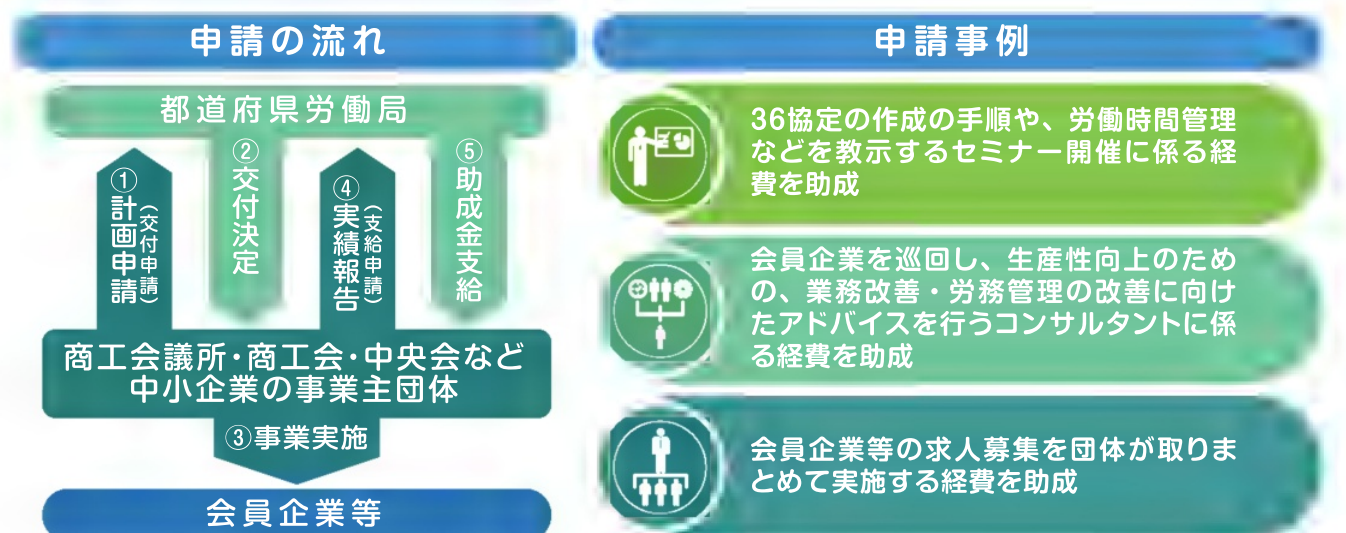 申請の流れ
都道府県労働局
①計画申請
（交付申請）
②交付決定
④実績報告
（支給申請）
⑤助成金支給
商工会議所・商工会・中央会など
中小企業の事業主団体
③事業実施
会員企業等
申請事例
36協定の作成の手順や、労働時間管理
などを教示するセミナー開催に係る経
費を助成
会員企業を巡回し、生産性向上のため
の、業務改善・労務管理の改善に向け
たアドバイスを行うコンサルタントに係
る経費を助成
会員企業等の求人募集を団体が取りま
とめて実施する経費を助成